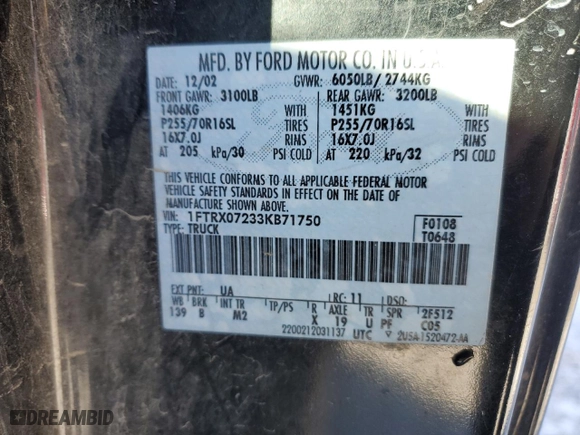 MFD. BY FORD MOTOR CO. IN U.S.A.
DATE: 12/02 GVWR: 6050LB/ 2744KG
FRONT GAWR: 3100LB REAR GAWR: 3200LB
1406KG WITH 1451KG WITH
P255/70R16SL TIRES P255/70R16SL TIRES
16X7.0J RIMS 16X7.0J RIMS
AT 205 kPa/30 PSI COLD AT 220 kPa/32 PSI COLD
THIS VEHICLE CONFORMS TO ALL APPLICABLE FEDERAL MOTOR
VEHICLE SAFETY STANDARDS IN EFFECT ON THE DATE OF
MANUFACTURE SHOWN ABOVE.
VIN: 1FTRX07233KB71750 F0108
TYPE: TRUCK T0648
EXT PNT: UA RC: 11 DSO:
WB BRK INT TR TP/PS R AXLE TR SPR 2F512
139 B M2 X 19 U PF C05
2200212031137 UTC 2U5A-1520472-AA
DREAMBID